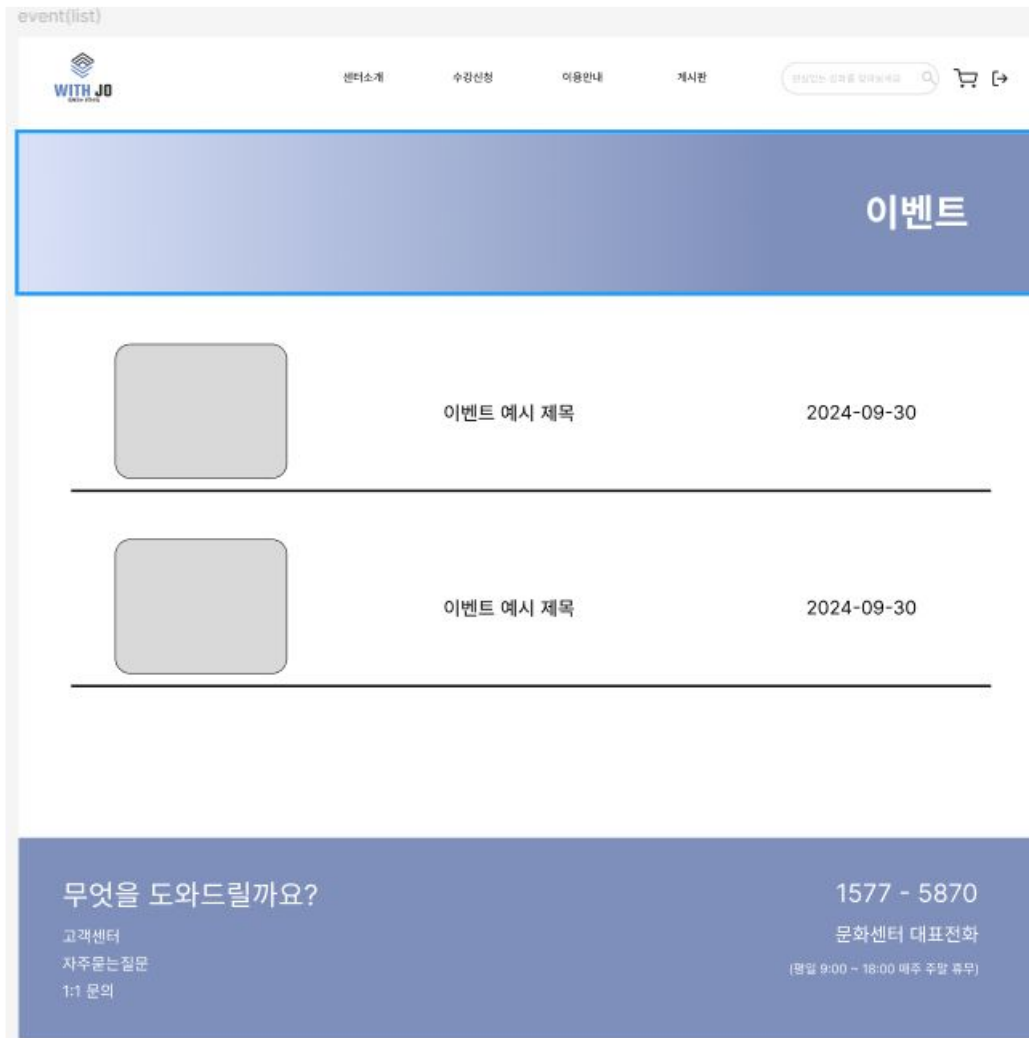 event(list)
WITH JO
센터소개
수강신청
이용안내
게시판
이벤트
이벤트 예시 제목
2024-09-30
이벤트 예시 제목
2024-09-30
무엇을 도와드릴까요?
고객센터
자주묻는질문
1:1 문의
1577 - 5870
문화센터 대표전화
(평일 9:00 ~ 18:00 매주 주말 휴무)